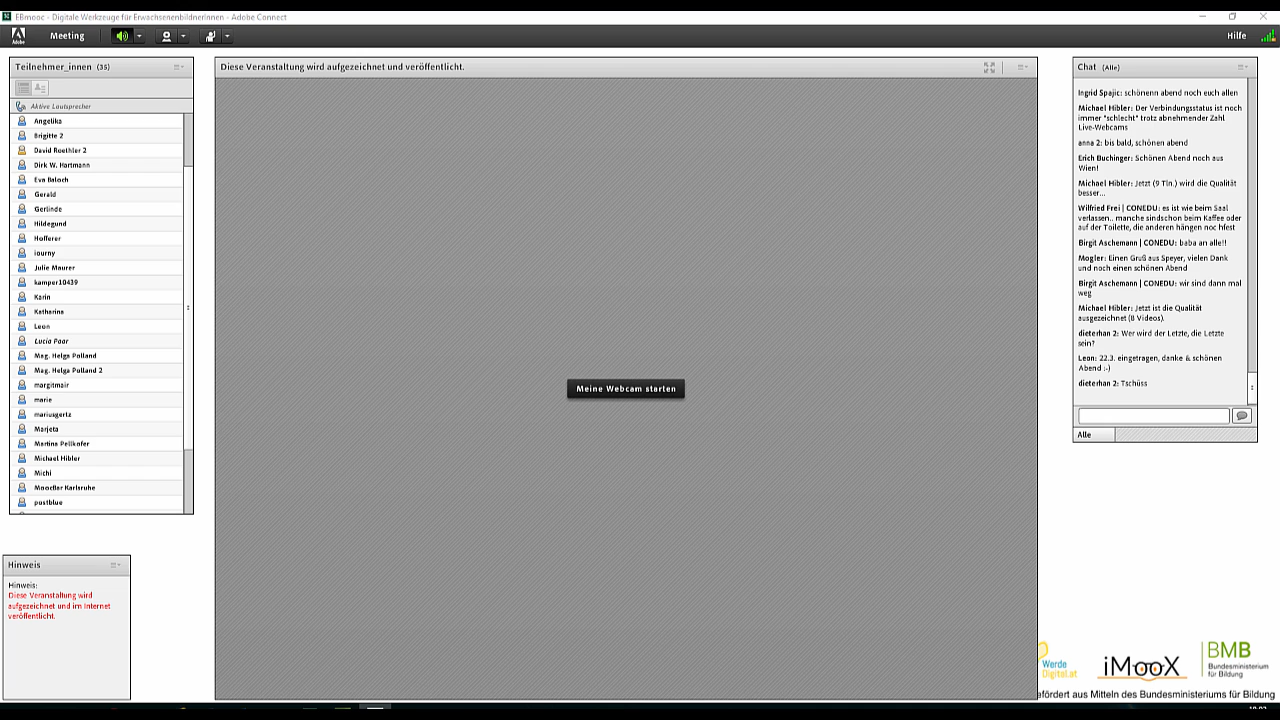 EBmooc - Digitale Werkzeuge für ErwachsenenbildnerInnen - Adobe Connect
Adobe
Meeting
Hilfe
Teilnehmer_innen (35)
Aktive Lautsprecher
Angelika
Brigitte 2
David Roethler 2
Dirk W. Hartmann
Eva Baloch
Gerald
Gerlinde
Hildegund
Hofferer
iourny
Julie Maurer
kamper10439
Karin
Katharina
Leon
Lucia Paar
Mag. Helga Polland
Mag. Helga Polland 2
margitmair
marie
mariusgertz
Marjeta
Martina Pellkofer
Michael Hibler
Michi
MoocBar Karlsruhe
postblue
Hinweis
Hinweis:
Diese Veranstaltung wird
aufgezeichnet und im Internet
veröffentlicht.
Diese Veranstaltung wird aufgezeichnet und veröffentlicht.
Meine Webcam starten
Chat (Alle)
Ingrid Spajic: schönenn abend noch euch allen
Michael Hibler: Der Verbindungsstatus ist noch
immer "schlecht" trotz abnehmender Zahl
Live-Webcams
anna 2: bis bald, schönen abend
Erich Buchinger: Schönen Abend noch aus
Wien!
Michael Hibler: Jetzt (9 Tln.) wird die Qualität
besser...
Wilfried Frei | CONEDU: es ist wie beim Saal
verlassen.. manche sindschon beim Kaffee oder
auf der Toilette, die anderen hängen noc hfest
Birgit Aschemann | CONEDU: baba an alle!!
Mogler: Einen Gruß aus Speyer, vielen Dank
und noch einen schönen Abend
Birgit Aschemann | CONEDU: wir sind dann mal
weg
Michael Hibler: Jetzt ist die Qualität
ausgezeichnet (8 Videos).
dieterhan 2: Wer wird der Letzte, die Letzte
sein?
Leon: 22.3. eingetragen, danke & schönen
Abend ;-)
dieterhan 2: Tschüss
Alle
Werde
Digital.at
iMooX
BMB
Bundesministerium
für Bildung
efördert aus Mitteln des Bundesministeriums für Bildung